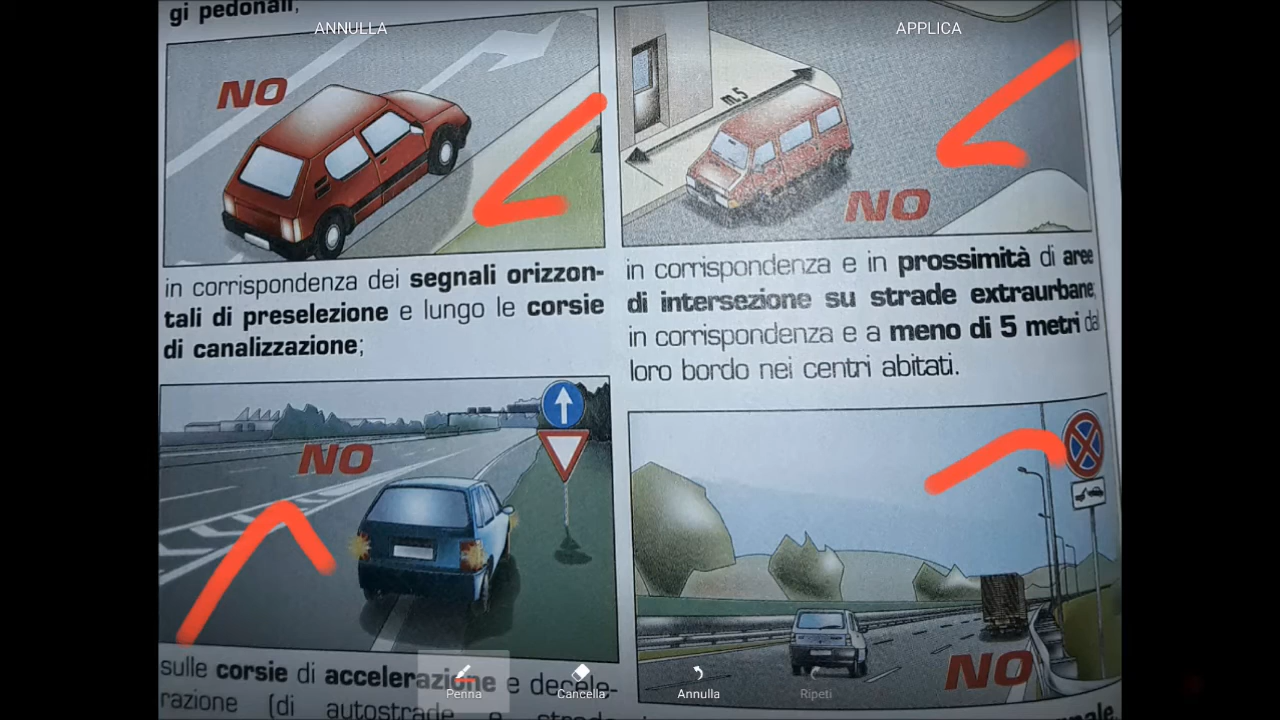 gi pedonali;
ANNULLA
APPLICA
NO
m.5
NO
in corrispondenza dei segnali orizzon-
tali di preselezione e lungo le corsie
di canalizzazione;
in corrispondenza e in prossimità di aree
di intersezione su strade extraurbane;
in corrispondenza e a meno di 5 metri dal
loro bordo nei centri abitati.
NO
NO
sulle corsie di accelerazione e decele-
razione (di autostrade e strade
Penna
Cancella
Annulla
Ripeti